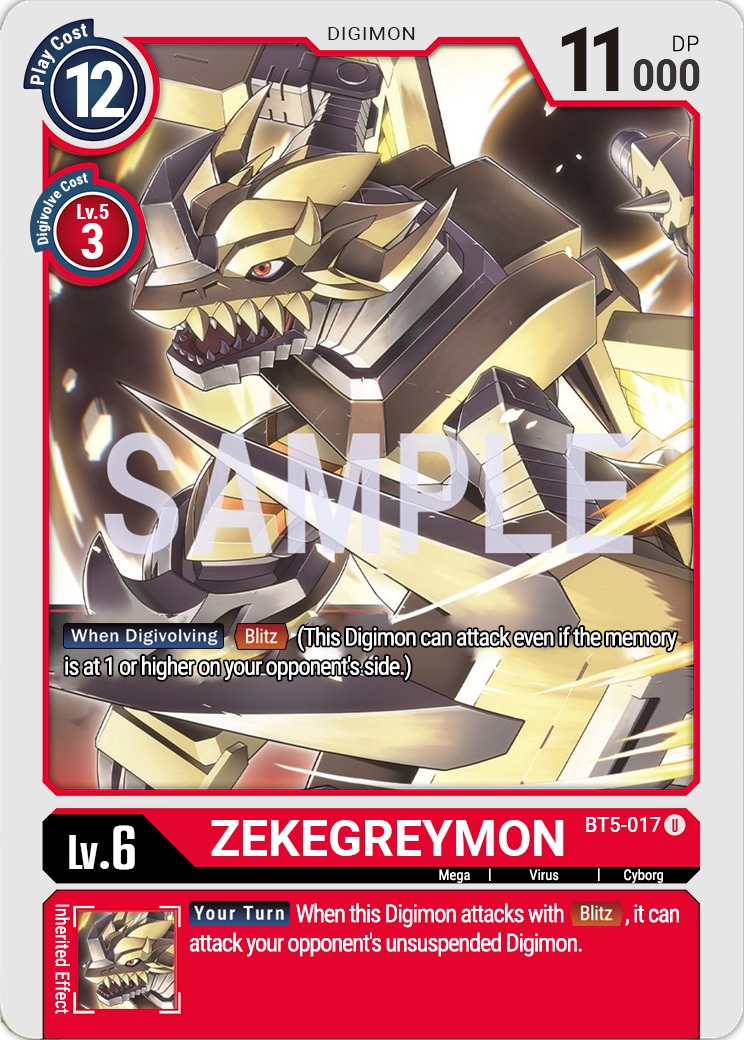 DIGIMON
Play Cost
12
DP
11000
Digivolve Cost
Lv.5
3
SAMPLE
When Digivolving Blitz (This Digimon can attack even if the memory
is at 1 or higher on your opponent's side.)
Lv.6
ZEKEGREYMON
BT5-017 U
Mega | Virus | Cyborg
Inherited Effect
Your Turn When this Digimon attacks with Blitz, it can
attack your opponent's unsuspended Digimon.